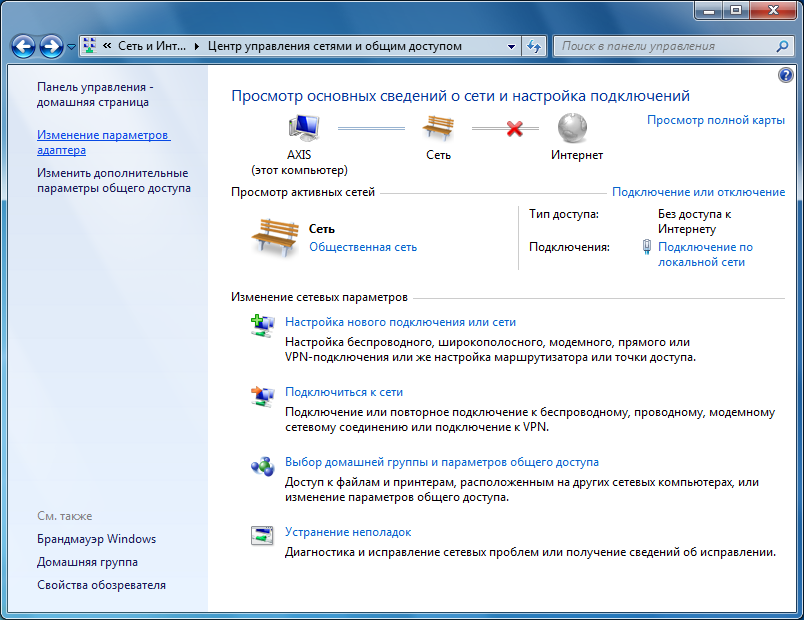 « Сеть и Инт... ▸ Центр управления сетями и общим доступом
Поиск в панели управления
Панель управления -
домашняя страница
Изменение параметров
адаптера
Изменить дополнительные
параметры общего доступа
См. также
Брандмауэр Windows
Домашняя группа
Свойства обозревателя
Просмотр основных сведений о сети и настройка подключений
Просмотр полной карты
AXIS
(этот компьютер)
Сеть
Интернет
Просмотр активных сетей
Подключение или отключение
Сеть
Общественная сеть
Тип доступа:
Без доступа к
Интернету
Подключения:
Подключение по
локальной сети
Изменение сетевых параметров
Настройка нового подключения или сети
Настройка беспроводного, широкополосного, модемного, прямого или
VPN-подключения или же настройка маршрутизатора или точки доступа.
Подключиться к сети
Подключение или повторное подключение к беспроводному, проводному, модемному
сетевому соединению или подключение к VPN.
Выбор домашней группы и параметров общего доступа
Доступ к файлам и принтерам, расположенным на других сетевых компьютерах, или
изменение параметров общего доступа.
Устранение неполадок
Диагностика и исправление сетевых проблем или получение сведений об исправлении.